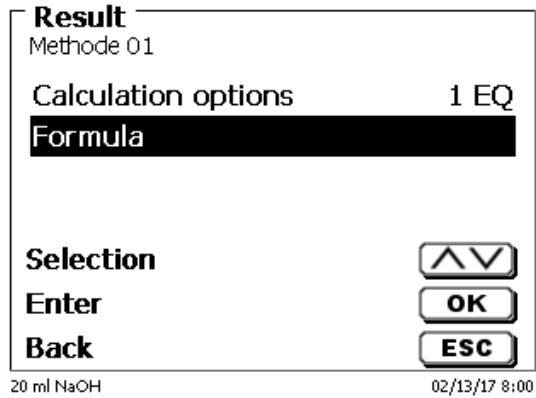 Result
Methode 01
Calculation options 1 EQ
Formula
Selection
Enter OK
Back ESC
20 ml NaOH 02/13/17 8:00